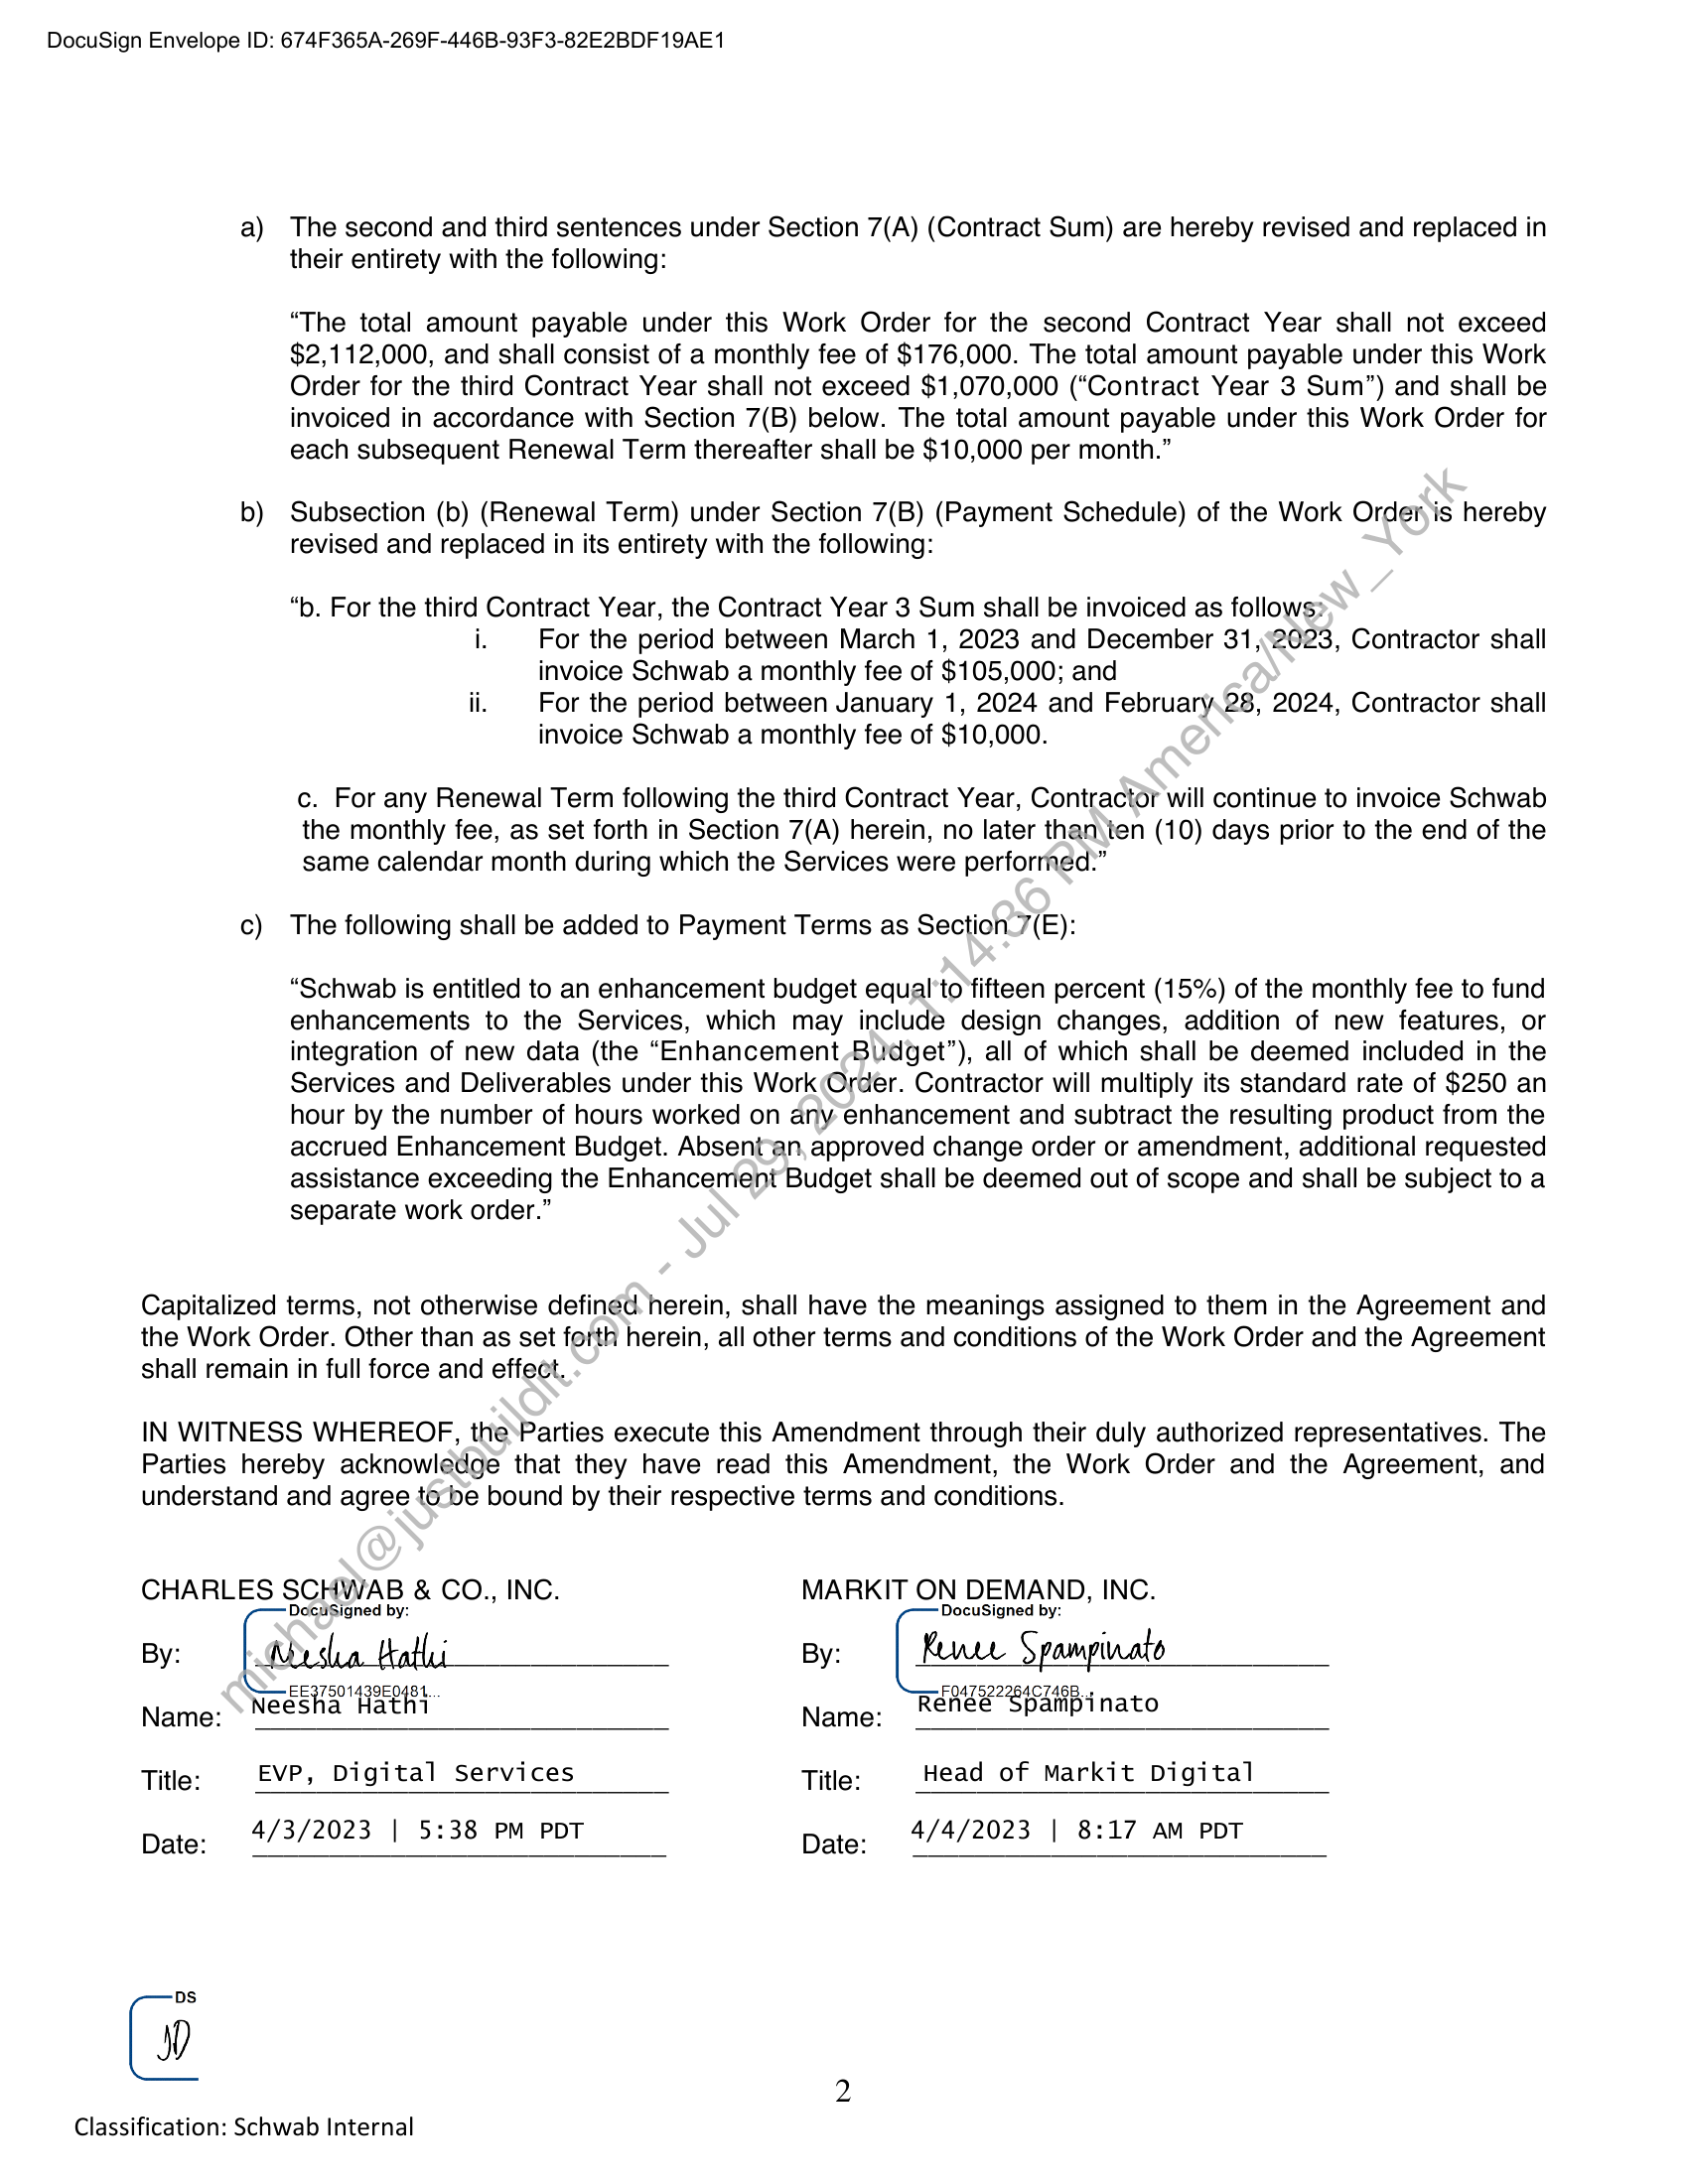 DocuSign Envelope ID: 674F365A-269F-446B-93F3-82E2BDF19AE1
a) The second and third sentences under Section 7(A) (Contract Sum) are hereby revised and replaced in
their entirety with the following:
“The total amount payable under this Work Order for the second Contract Year shall not exceed
$2,112,000, and shall consist of a monthly fee of $176,000. The total amount payable under this Work
Order for the third Contract Year shall not exceed $1,070,000 (“Contract Year 3 Sum”) and shall be
invoiced in accordance with Section 7(B) below. The total amount payable under this Work Order for
each subsequent Renewal Term thereafter shall be $10,000 per month.”
b) Subsection (b) (Renewal Term) under Section 7(B) (Payment Schedule) of the Work Order is hereby
revised and replaced in its entirety with the following:
“b. For the third Contract Year, the Contract Year 3 Sum shall be invoiced as follows:
i. For the period between March 1, 2023 and December 31, 2023, Contractor shall
invoice Schwab a monthly fee of $105,000; and
ii. For the period between January 1, 2024 and February 28, 2024, Contractor shall
invoice Schwab a monthly fee of $10,000.
c. For any Renewal Term following the third Contract Year, Contractor will continue to invoice Schwab
the monthly fee, as set forth in Section 7(A) herein, no later than ten (10) days prior to the end of the
same calendar month during which the Services were performed.”
c) The following shall be added to Payment Terms as Section 7(E):
“Schwab is entitled to an enhancement budget equal to fifteen percent (15%) of the monthly fee to fund
enhancements to the Services, which may include design changes, addition of new features, or
integration of new data (the “Enhancement Budget”), all of which shall be deemed included in the
Services and Deliverables under this Work Order. Contractor will multiply its standard rate of $250 an
hour by the number of hours worked on any enhancement and subtract the resulting product from the
accrued Enhancement Budget. Absent an approved change order or amendment, additional requested
assistance exceeding the Enhancement Budget shall be deemed out of scope and shall be subject to a
separate work order.”
Capitalized terms, not otherwise defined herein, shall have the meanings assigned to them in the Agreement and
the Work Order. Other than as set forth herein, all other terms and conditions of the Work Order and the Agreement
shall remain in full force and effect.
IN WITNESS WHEREOF, the Parties execute this Amendment through their duly authorized representatives. The
Parties hereby acknowledge that they have read this Amendment, the Work Order and the Agreement, and
understand and agree to be bound by their respective terms and conditions.
michael@justbuildit.com - Jul 29, 2024, 1:14:36 PM America/New_York
CHARLES SCHWAB & CO., INC. MARKIT ON DEMAND, INC.
DocuSigned by: DocuSigned by:
By: Neesha Hathi By: Renee Spampinato
EE37501439E0481... F047522264C746B...
Name: Neesha Hathi Name: Renee Spampinato
Title: EVP, Digital Services Title: Head of Markit Digital
Date: 4/3/2023 | 5:38 PM PDT Date: 4/4/2023 | 8:17 AM PDT
DS
JD
2
Classification: Schwab Internal